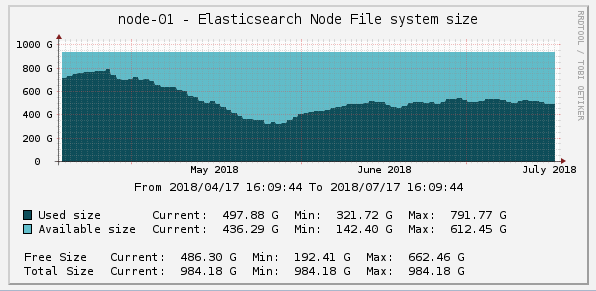 node-01 - Elasticsearch Node File system size
RRDTOOL / TOBI OETIKER
1000 G
800 G
600 G
400 G
200 G
0
May 2018 June 2018 July 2018
From 2018/04/17 16:09:44 To 2018/07/17 16:09:44
Used size Current: 497.88 G Min: 321.72 G Max: 791.77 G
Available size Current: 436.29 G Min: 142.40 G Max: 612.45 G
Free Size Current: 486.30 G Min: 192.41 G Max: 662.46 G
Total Size Current: 984.18 G Min: 984.18 G Max: 984.18 G